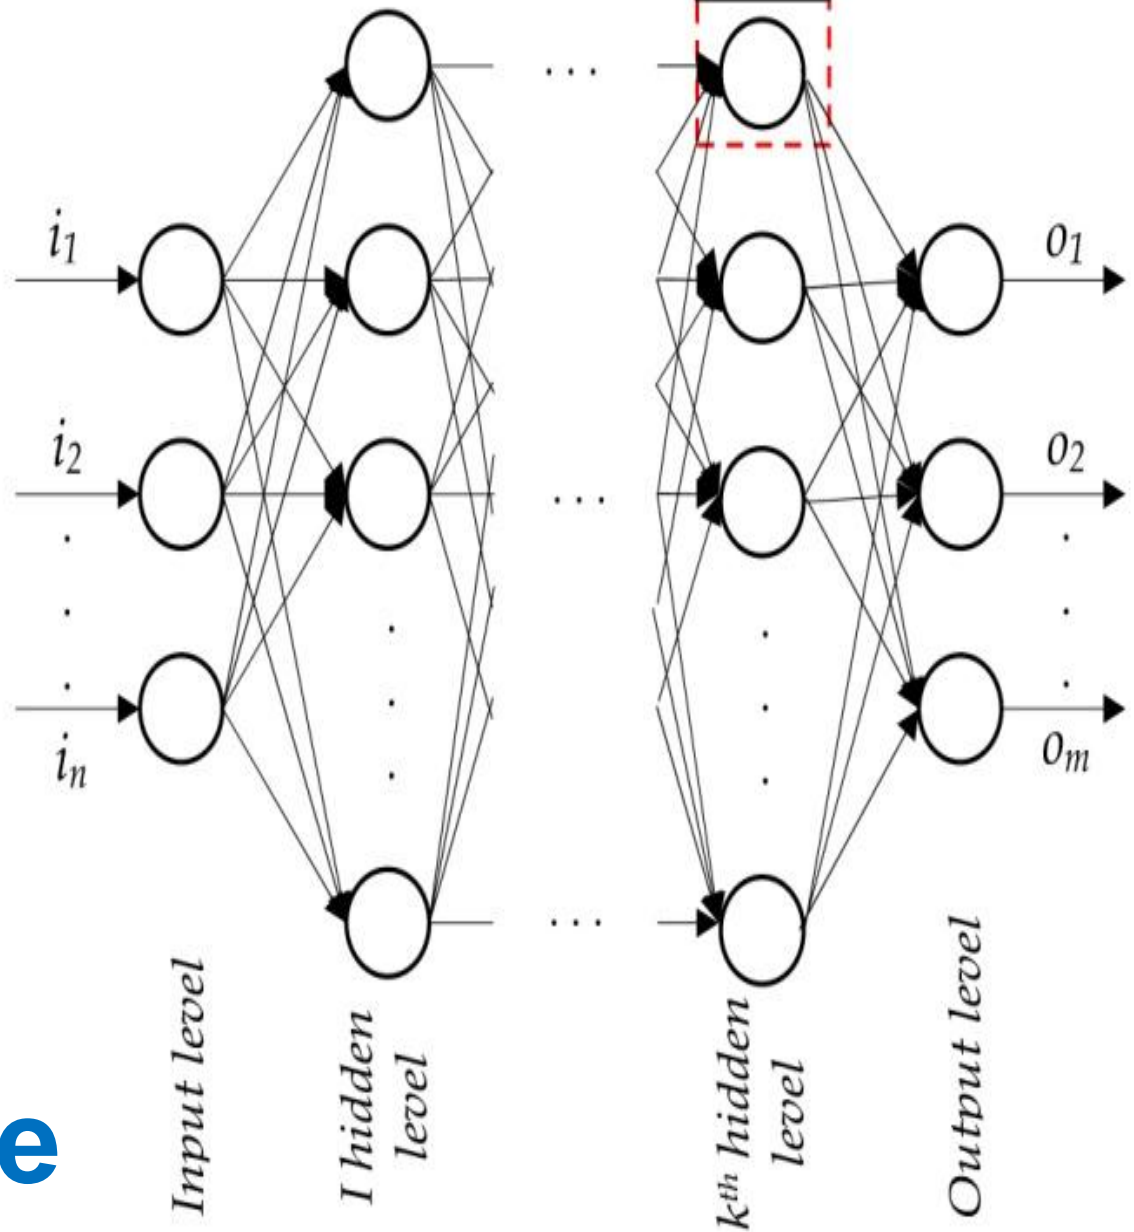 . . .
i1
o1
i2
o2
. . .
in
om
. . .
Input level
I hidden
level
kth hidden
level
Output level
e